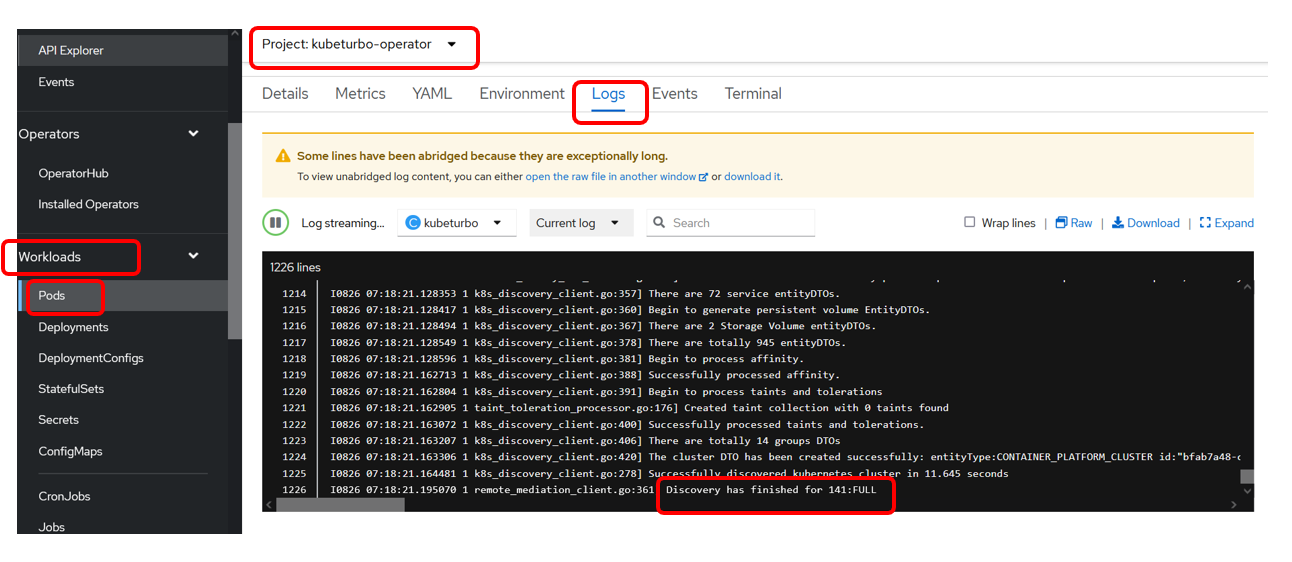 API Explorer
Events
Operators
OperatorHub
Installed Operators
Workloads
Pods
Deployments
DeploymentConfigs
StatefulSets
Secrets
ConfigMaps
CronJobs
Jobs
Project: kubeturbo-operator
Details Metrics YAML Environment Logs Events Terminal
Some lines have been abridged because they are exceptionally long.
To view unabridged log content, you can either open the raw file in another window or download it.
Log streaming... C kubeturbo Current log Search Wrap lines | Raw | Download | Expand
1226 lines
1214 I0826 07:18:21.128353 1 k8s_discovery_client.go:357] There are 72 service entityDTOs.
1215 I0826 07:18:21.128417 1 k8s_discovery_client.go:360] Begin to generate persistent volume EntityDTOs.
1216 I0826 07:18:21.128494 1 k8s_discovery_client.go:367] There are 2 Storage Volume entityDTOs.
1217 I0826 07:18:21.128549 1 k8s_discovery_client.go:378] There are totally 945 entityDTOs.
1218 I0826 07:18:21.128596 1 k8s_discovery_client.go:381] Begin to process affinity.
1219 I0826 07:18:21.162713 1 k8s_discovery_client.go:388] Successfully processed affinity.
1220 I0826 07:18:21.162804 1 k8s_discovery_client.go:391] Begin to process taints and tolerations
1221 I0826 07:18:21.162905 1 taint_toleration_processor.go:176] Created taint collection with 0 taints found
1222 I0826 07:18:21.163072 1 k8s_discovery_client.go:400] Successfully processed taints and tolerations.
1223 I0826 07:18:21.163207 1 k8s_discovery_client.go:406] There are totally 14 groups DTOs
1224 I0826 07:18:21.163306 1 k8s_discovery_client.go:420] The cluster DTO has been created successfully: entityType:CONTAINER_PLATFORM_CLUSTER id:"bfab7a48-c
1225 I0826 07:18:21.164481 1 k8s_discovery_client.go:278] Successfully discovered kubernetes cluster in 11.645 seconds
1226 I0826 07:18:21.195070 1 remote_mediation_client.go:361] Discovery has finished for 141:FULL